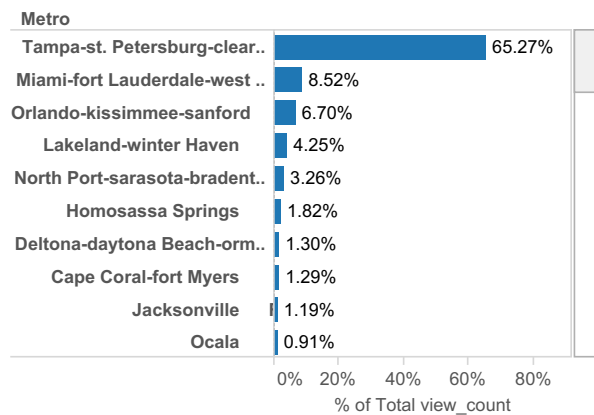 Metro
Tampa-st. Petersburg-clear.. 65.27%
Miami-fort Lauderdale-west .. 8.52%
Orlando-kissimmee-sanford 6.70%
Lakeland-winter Haven 4.25%
North Port-sarasota-bradent.. 3.26%
Homosassa Springs 1.82%
Deltona-daytona Beach-orm.. 1.30%
Cape Coral-fort Myers 1.29%
Jacksonville 1.19%
Ocala 0.91%
0% 20% 40% 60% 80%
% of Total view_count